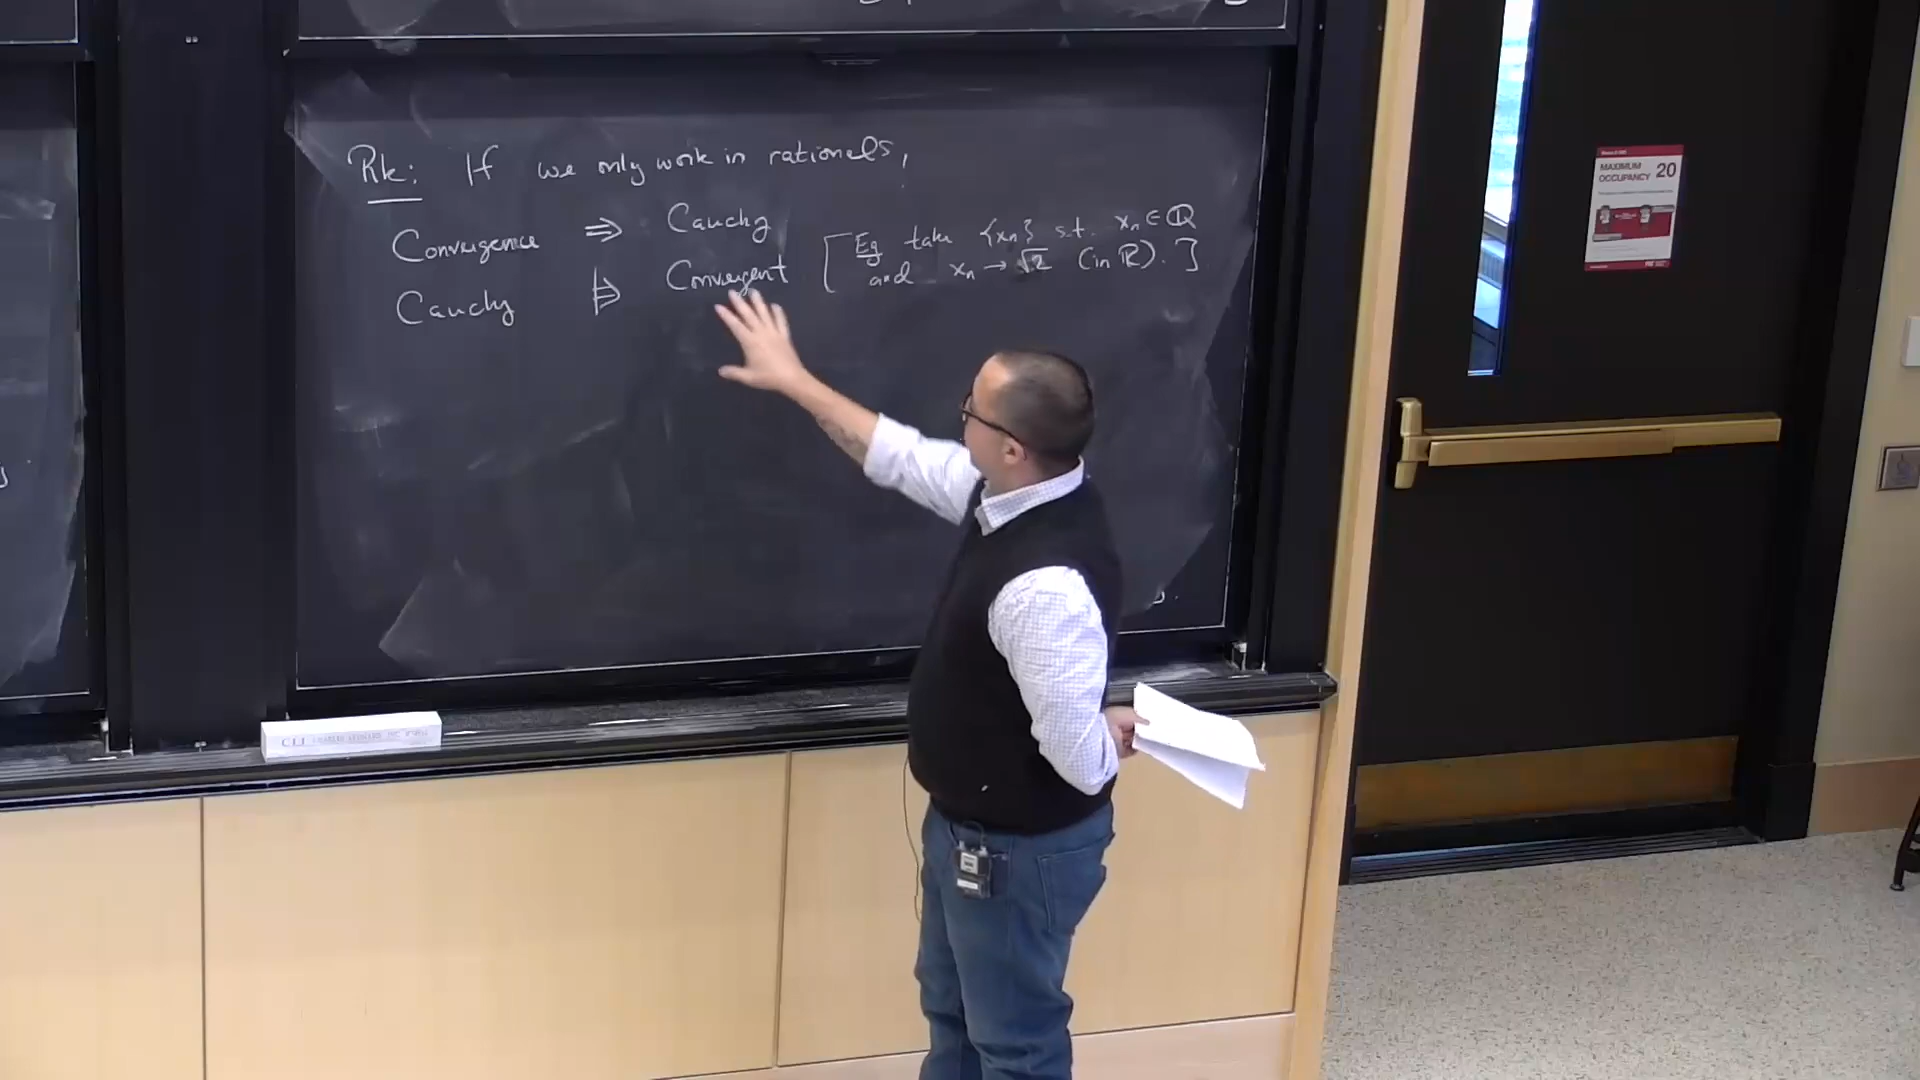 Rk: If we only work in rationals,
Convergence ⇒ Cauchy
Cauchy ⇏ Convergent [Eg take {xn} s.t. xn ∈ ℚ
and xn → √2 (in ℝ).]
MAXIMUM
OCCUPANCY 20